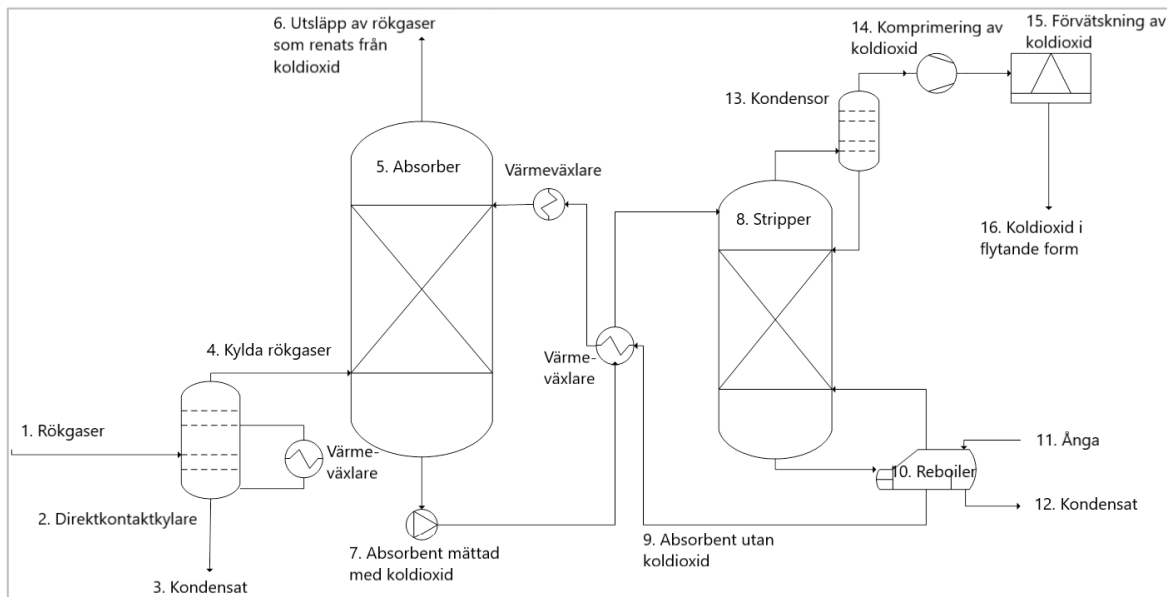 6. Utsläpp av rökgaser
som renats från
koldioxid
14. Komprimering av
koldioxid
15. Förvätskning av
koldioxid
13. Kondensor
5. Absorber
Värmeväxlare
8. Stripper
16. Koldioxid i
flytande form
4. Kylda rökgaser
Värme-
växlare
1. Rökgaser
Värme-
växlare
11. Ånga
10. Reboiler
12. Kondensat
2. Direktkontaktkylare
9. Absorbent utan
koldioxid
7. Absorbent mättad
med koldioxid
3. Kondensat